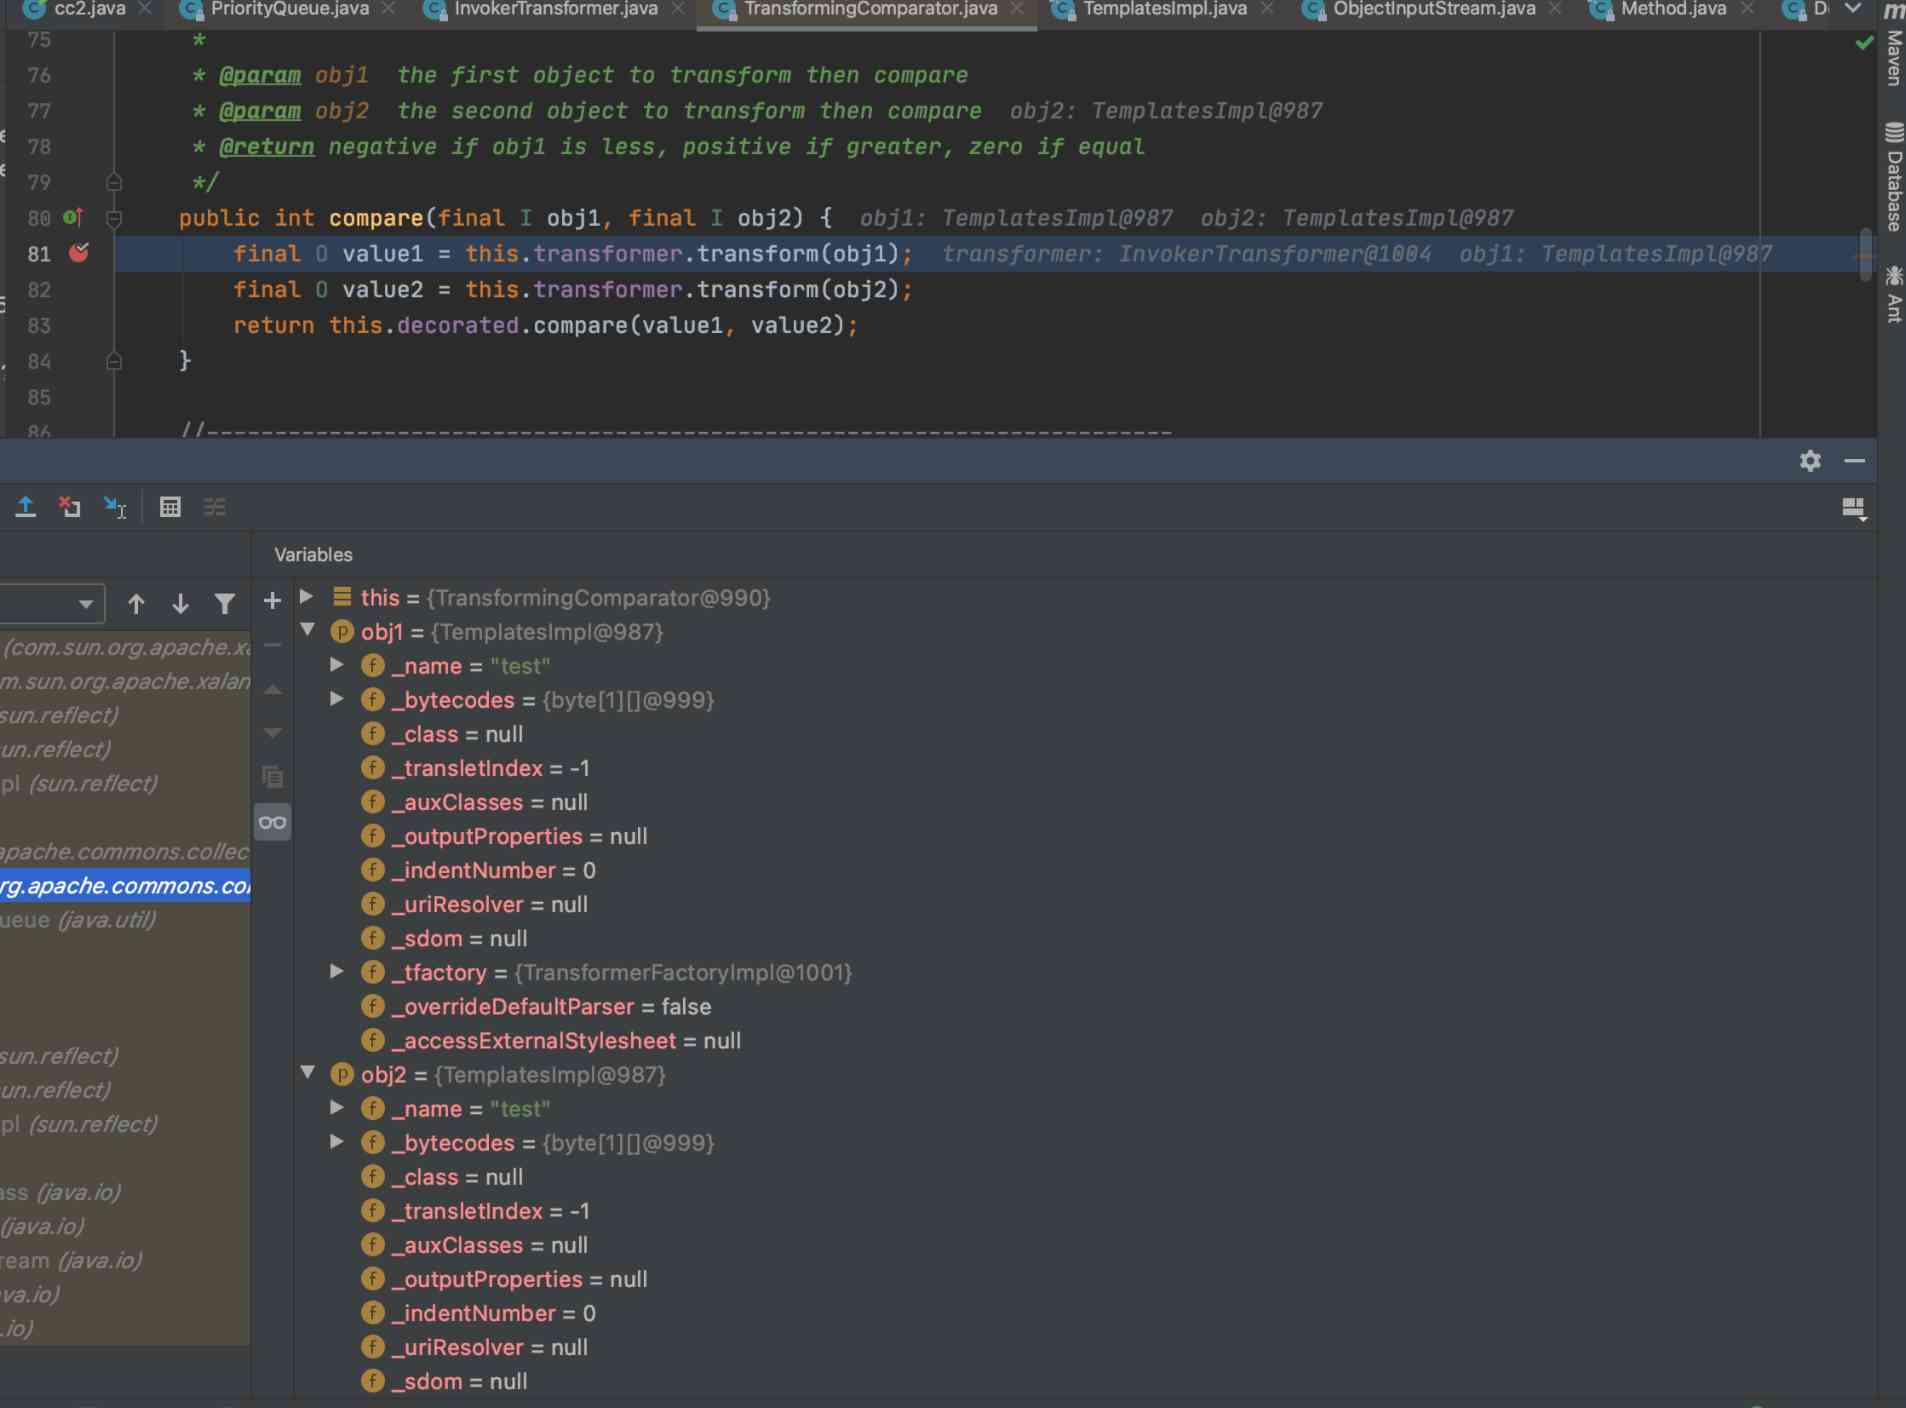 cc2.java PriorityQueue.java InvokerTransformer.java TransformingComparator.java TemplatesImpl.java ObjectInputStream.java Method.java
75 *
76 * @param obj1 the first object to transform then compare
77 * @param obj2 the second object to transform then compare obj2: TemplatesImpl@987
78 * @return negative if obj1 is less, positive if greater, zero if equal
79 */
80 public int compare(final I obj1, final I obj2) { obj1: TemplatesImpl@987 obj2: TemplatesImpl@987
81 final O value1 = this.transformer.transform(obj1); transformer: InvokerTransformer@1004 obj1: TemplatesImpl@987
82 final O value2 = this.transformer.transform(obj2);
83 return this.decorated.compare(value1, value2);
84 }
85
86 //-----------------------------------------------------------------------
Maven
Database
Ant
Variables
this = {TransformingComparator@990}
obj1 = {TemplatesImpl@987}
_name = "test"
_bytecodes = {byte[1][]@999}
_class = null
_transletIndex = -1
_auxClasses = null
_outputProperties = null
_indentNumber = 0
_uriResolver = null
_sdom = null
_tfactory = {TransformerFactoryImpl@1001}
_overrideDefaultParser = false
_accessExternalStylesheet = null
obj2 = {TemplatesImpl@987}
_name = "test"
_bytecodes = {byte[1][]@999}
_class = null
_transletIndex = -1
_auxClasses = null
_outputProperties = null
_indentNumber = 0
_uriResolver = null
_sdom = null
(com.sun.org.apache.xa
m.sun.org.apache.xalan
sun.reflect)
un.reflect)
pl (sun.reflect)
apache.commons.collec
rg.apache.commons.co
ueue (java.util)
sun.reflect)
un.reflect)
pl (sun.reflect)
ass (java.io)
(java.io)
ream (java.io)
va.io)
.io)